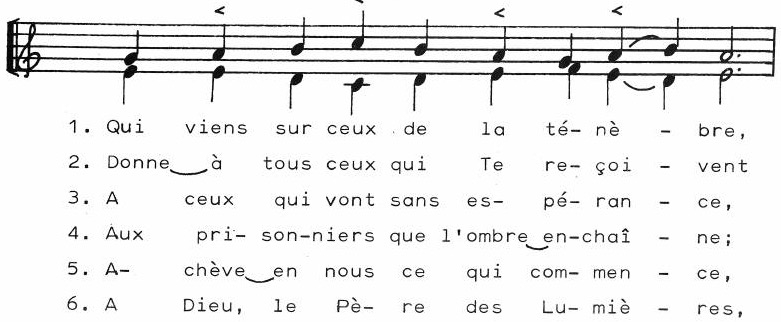 1. Qui viens sur ceux de la té- nè - bre,
2. Donne‿à tous ceux qui Te re- çoi - vent
3. A ceux qui vont sans es- pé- ran - ce,
4. Aux pri- son-niers que l'ombre‿en-chaî - ne;
5. A- chève‿en nous ce qui com- men - ce,
6. A Dieu, le Pè- re des Lu- miè - res,